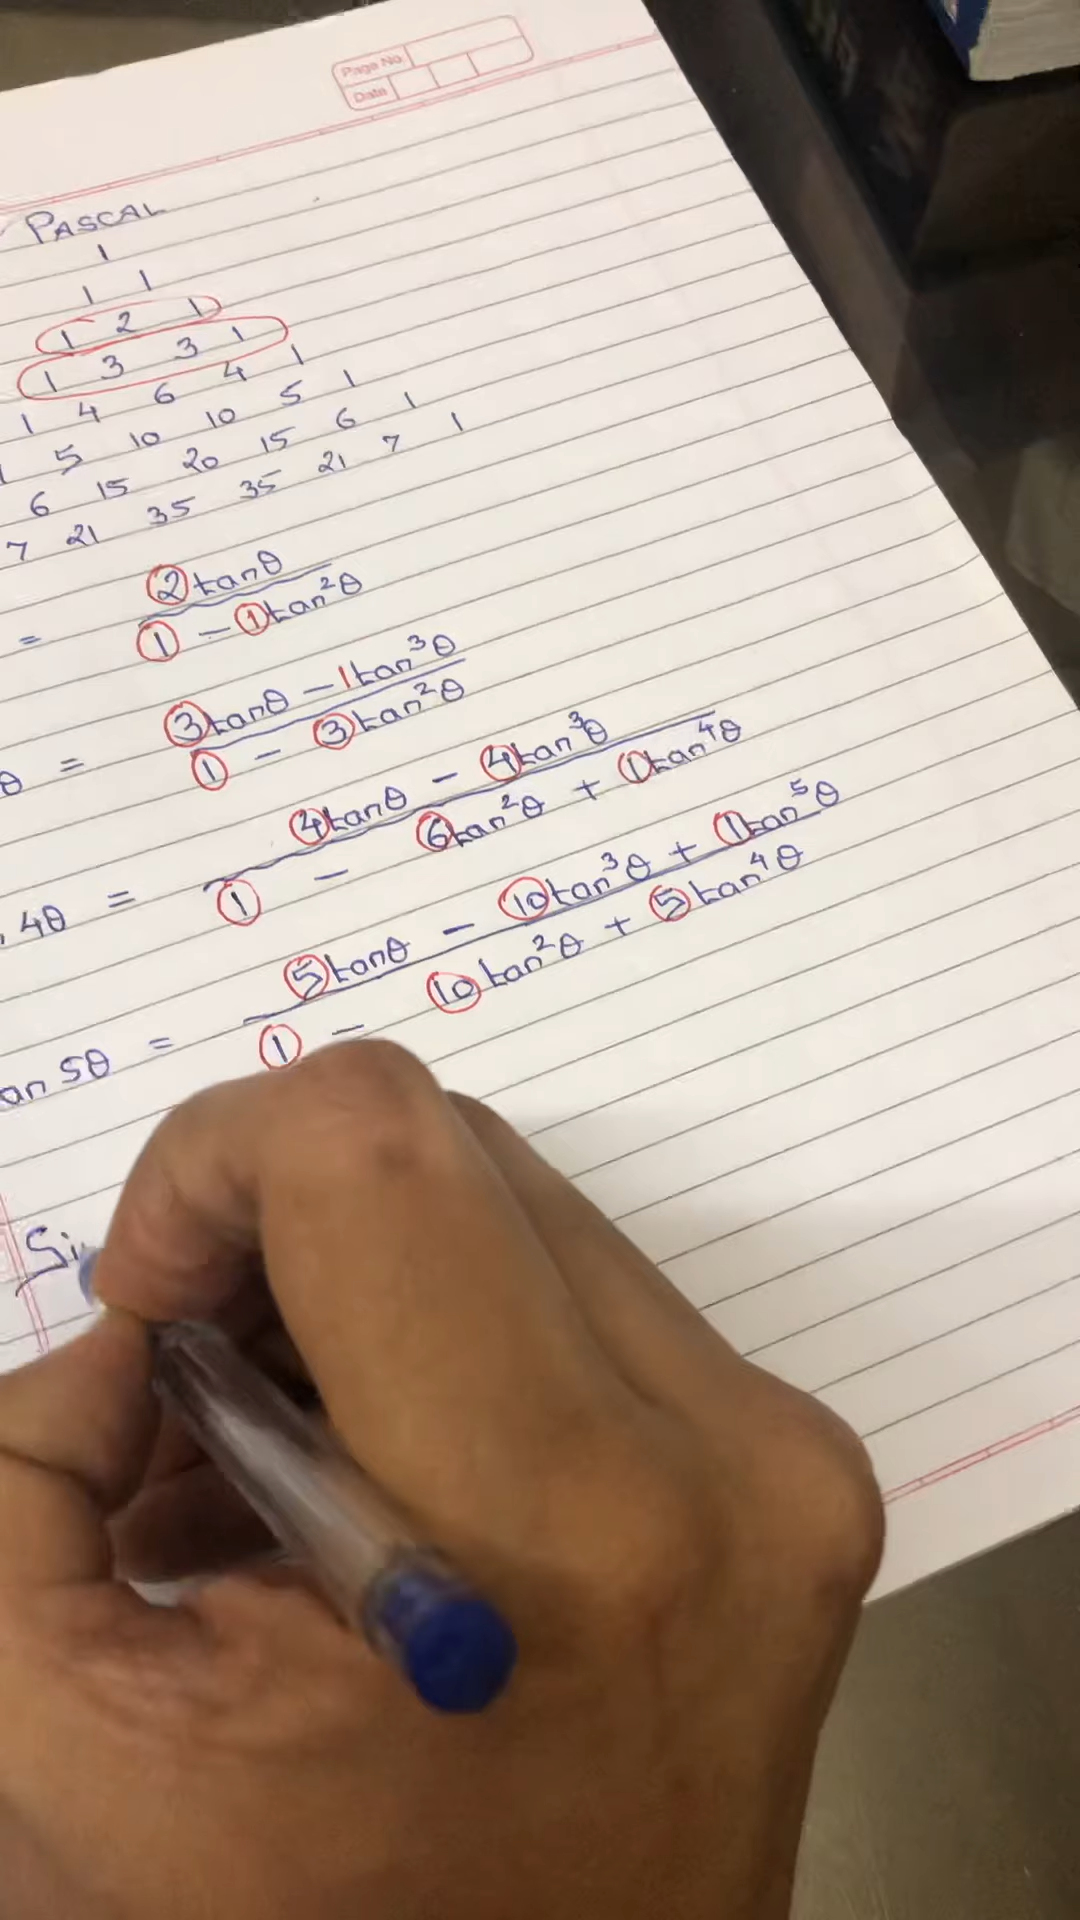 Page No
Date
PASCAL
1
1 1
1 2 1
1 3 3 1
1 4 6 4 1
1 5 10 10 5 1
6 15 20 15 6 1
7 21 35 35 21 7 1
= 2tanθ
1 - 1tan²θ
θ = 3tanθ - 1tan³θ
1 - 3tan²θ
4θ = 4tanθ - 4tan³θ
1 - 6tan²θ + 1tan⁴θ
an 5θ = 5tanθ - 10tan³θ + 1tan⁵θ
1 - 10tan²θ + 5tan⁴θ
Si